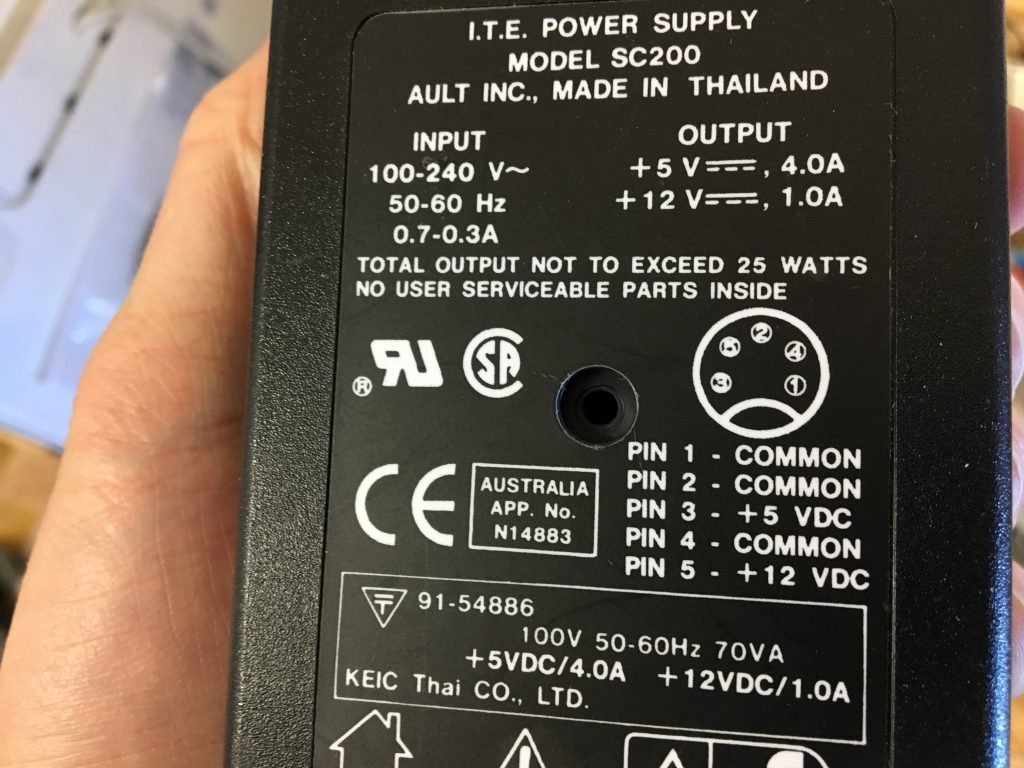 I.T.E. POWER SUPPLY
MODEL SC200
AULT INC., MADE IN THAILAND
INPUT
100-240 V~
50-60 Hz
0.7-0.3A
OUTPUT
+5 V⎓, 4.0A
+12 V⎓, 1.0A
TOTAL OUTPUT NOT TO EXCEED 25 WATTS
NO USER SERVICEABLE PARTS INSIDE
® UR SA
2
5 4
3 1
PIN 1 - COMMON
PIN 2 - COMMON
PIN 3 - +5 VDC
PIN 4 - COMMON
PIN 5 - +12 VDC
CE
AUSTRALIA
APP. No.
N14883
91-54886
100V 50-60Hz 70VA
+5VDC/4.0A +12VDC/1.0A
KEIC Thai CO., LTD.